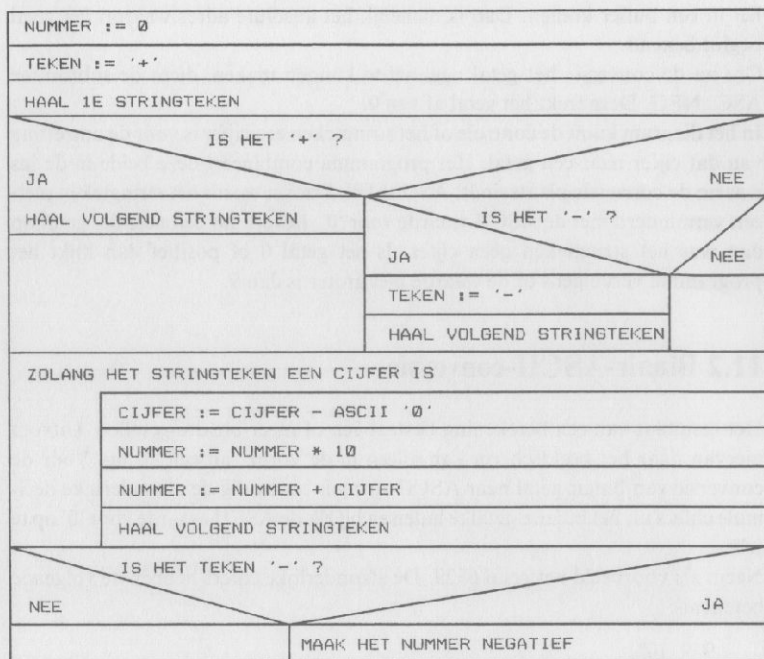 NUMMER := 0
TEKEN := '+'
HAAL 1E STRINGTEKEN
IS HET '+' ?
JA
NEE
HAAL VOLGEND STRINGTEKEN
IS HET '-' ?
JA
NEE
TEKEN := '-'
HAAL VOLGEND STRINGTEKEN
ZOLANG HET STRINGTEKEN EEN CIJFER IS
CIJFER := CIJFER - ASCII '0'
NUMMER := NUMMER * 10
NUMMER := NUMMER + CIJFER
HAAL VOLGEND STRINGTEKEN
IS HET TEKEN '-' ?
NEE
JA
MAAK HET NUMMER NEGATIEF